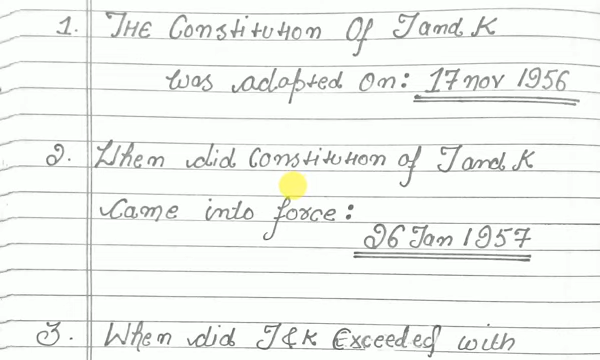 1. THE Constitution Of J and K
was adapted on: 17 nov 1956
2. When did Constitution of J and K
Came into force:
26 Jan 1957
3. When did J&K Exceeded with